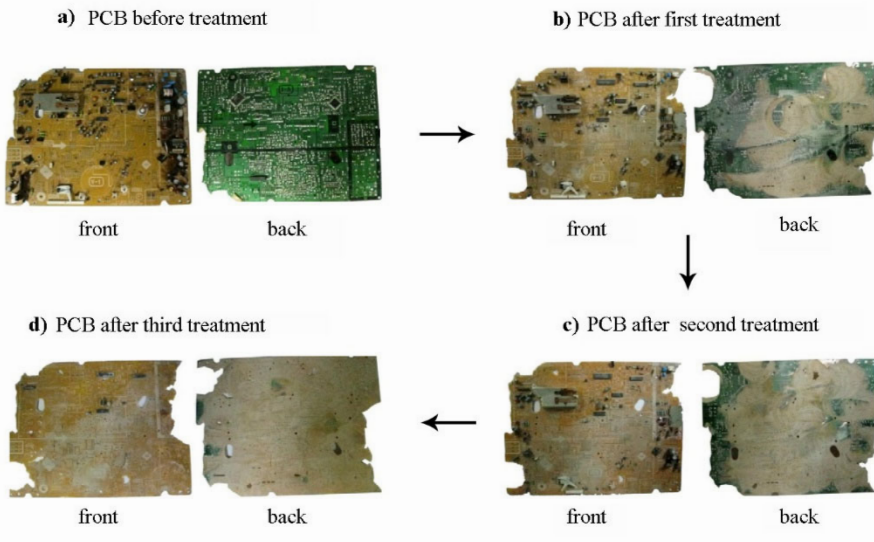 a) PCB before treatment
b) PCB after first treatment
front
back
front
back
d) PCB after third treatment
c) PCB after second treatment
front
back
front
back